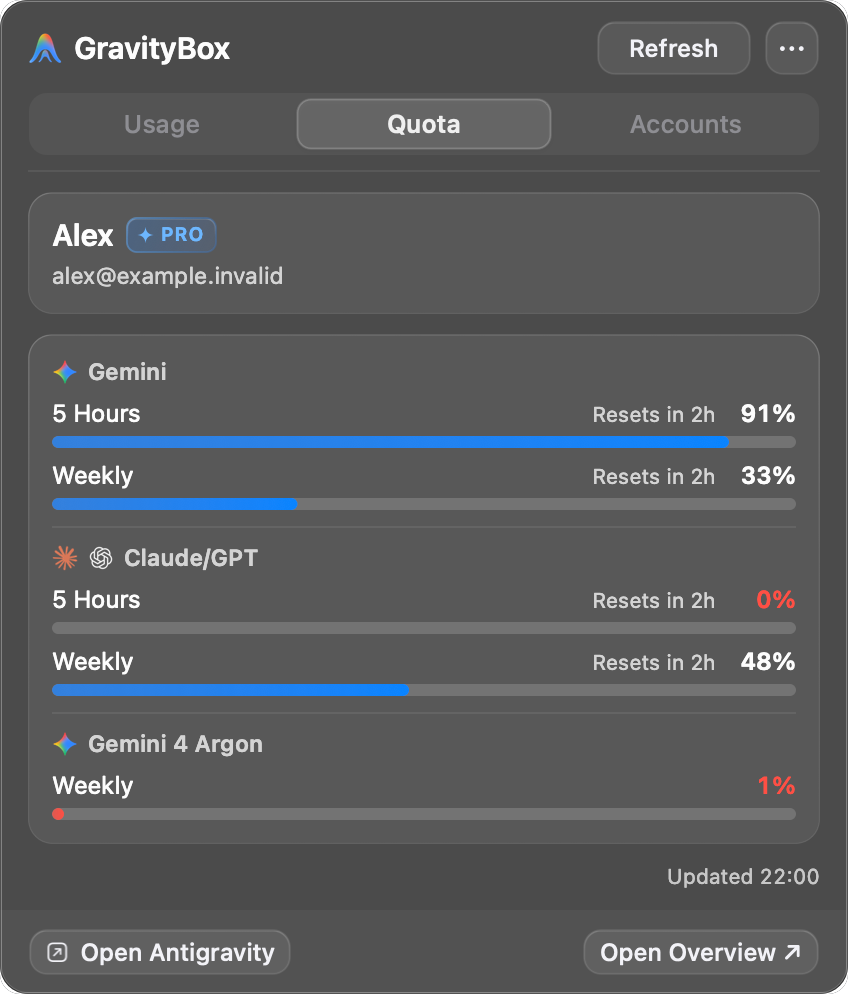 GravityBox
Refresh
Usage
Quota
Accounts
Alex PRO
alex@example.invalid
Gemini
5 Hours Resets in 2h 91%
Weekly Resets in 2h 33%
Claude/GPT
5 Hours Resets in 2h 0%
Weekly Resets in 2h 48%
Gemini 4 Argon
Weekly 1%
Updated 22:00
Open Antigravity
Open Overview